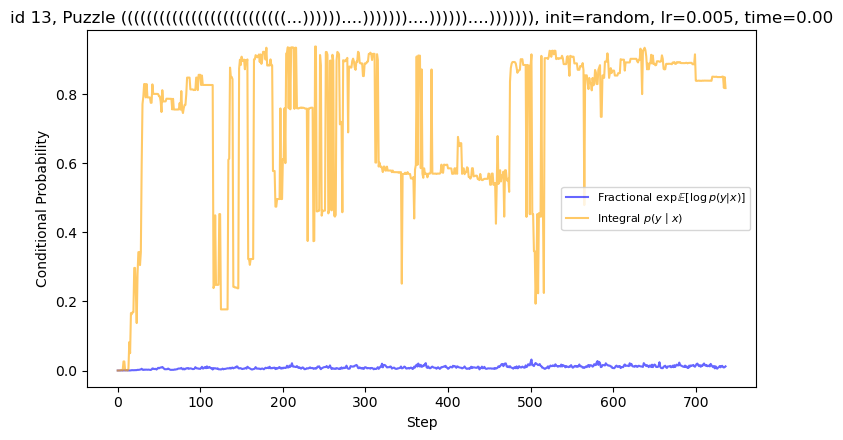 id 13, Puzzle ((((((((((((((((((((((((((...))))))....)))))))....))))))....))))))), init=random, lr=0.005, time=0.00
Conditional Probability
0.8
0.6
0.4
0.2
0.0
Fractional exp𝔼[log p(y|x)]
Integral p(y | x)
0 100 200 300 400 500 600 700
Step